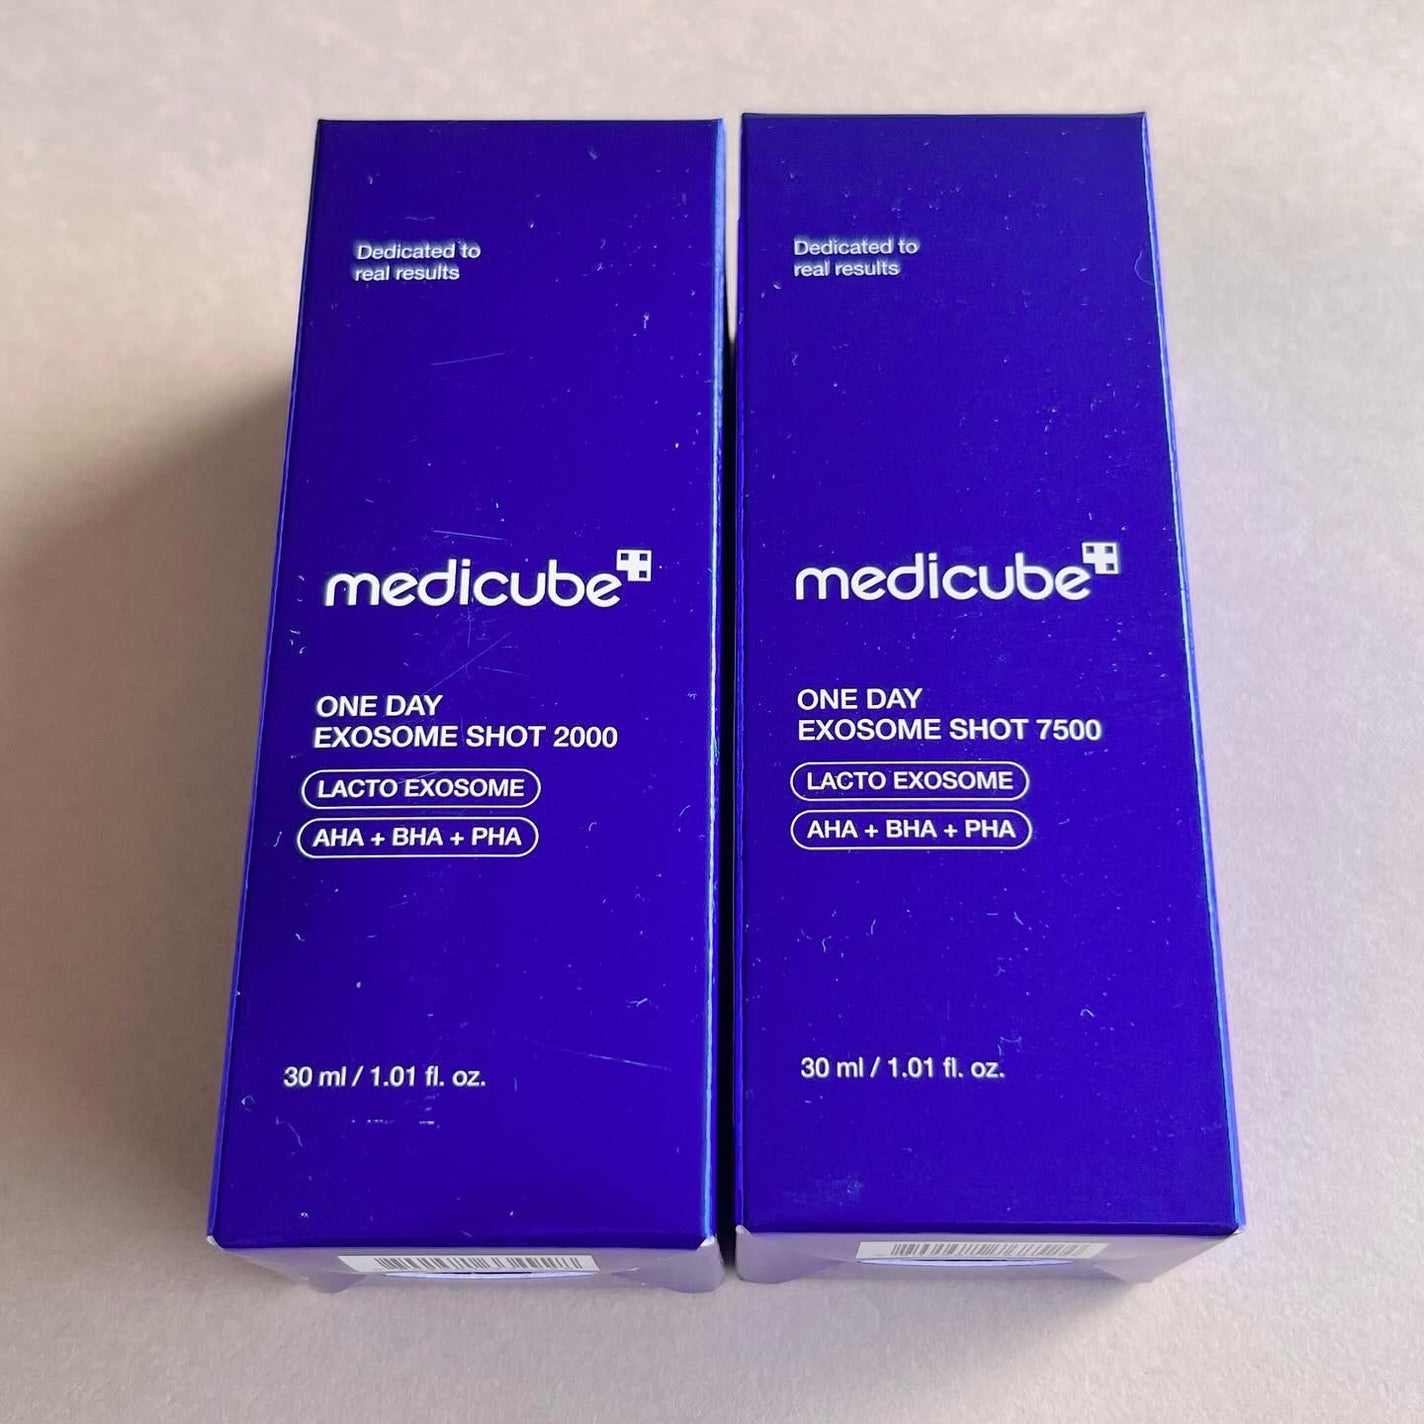 Dedicated to
real results
medicube
ONE DAY
EXOSOME SHOT 2000
LACTO EXOSOME
AHA + BHA + PHA
30 ml / 1.01 fl. oz.
Dedicated to
real results
medicube
ONE DAY
EXOSOME SHOT 7500
LACTO EXOSOME
AHA + BHA + PHA
30 ml / 1.01 fl. oz.